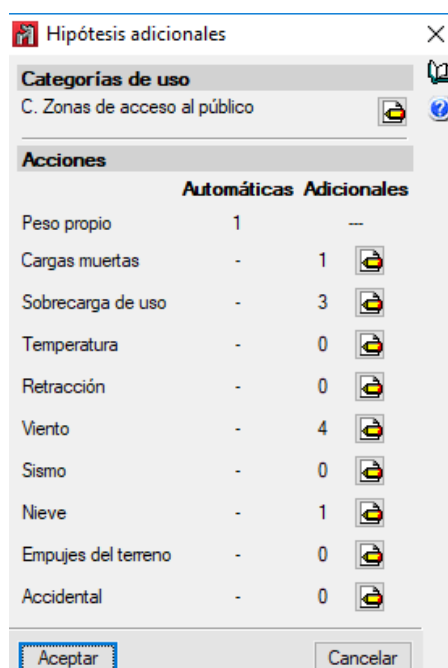 Hipótesis adicionales
Categorías de uso
C. Zonas de acceso al público
Acciones
Automáticas Adicionales
Peso propio 1 ---
Cargas muertas - 1
Sobrecarga de uso - 3
Temperatura - 0
Retracción - 0
Viento - 4
Sismo - 0
Nieve - 1
Empujes del terreno - 0
Accidental - 0
Aceptar Cancelar